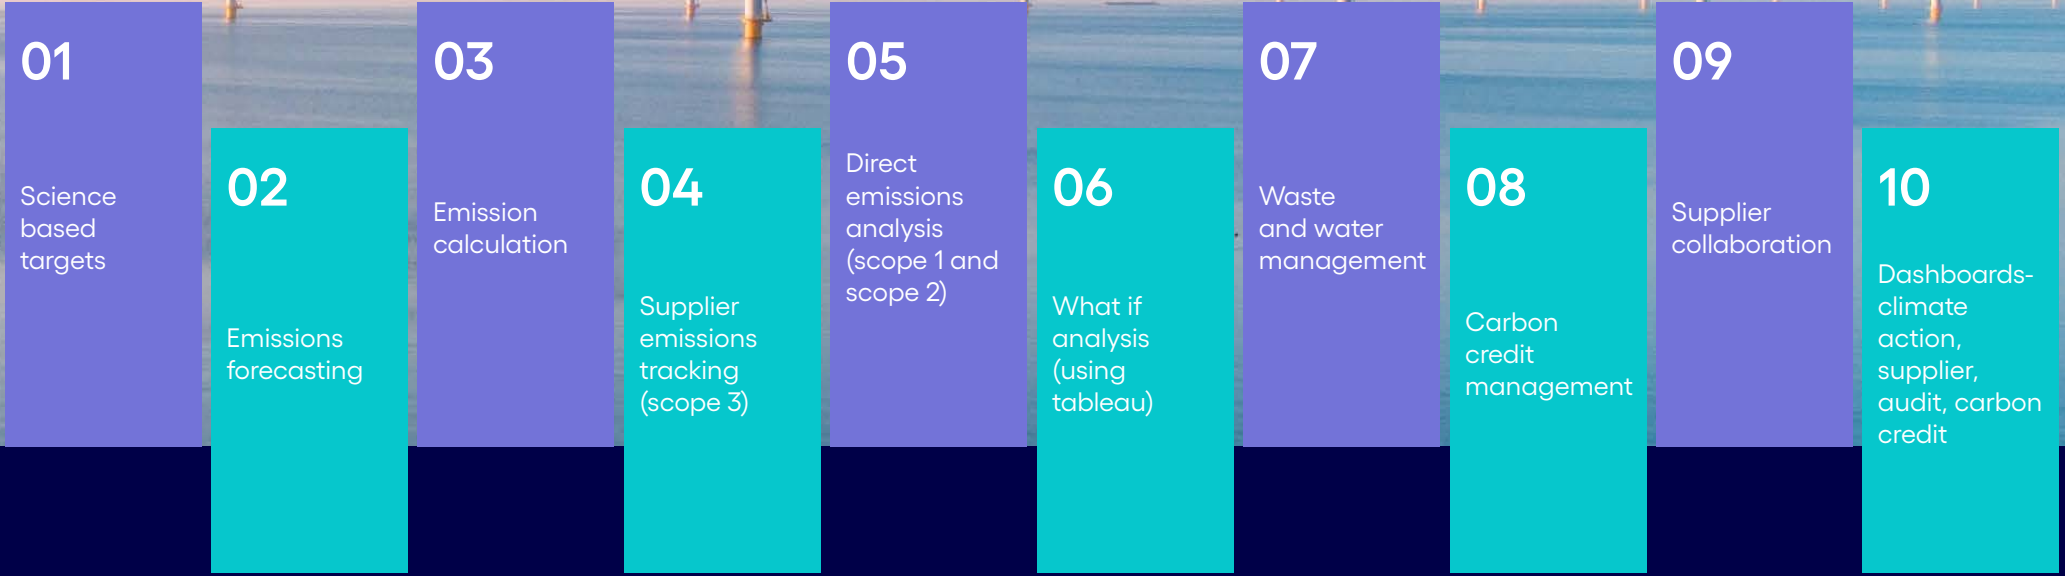 01
Science
based
targets
02
Emissions
forecasting
03
Emission
calculation
04
Supplier
emissions
tracking
(scope 3)
05
Direct
emissions
analysis
(scope 1 and
scope 2)
06
What if
analysis
(using
tableau)
07
Waste
and water
management
08
Carbon
credit
management
09
Supplier
collaboration
10
Dashboards-
climate
action,
supplier,
audit, carbon
credit